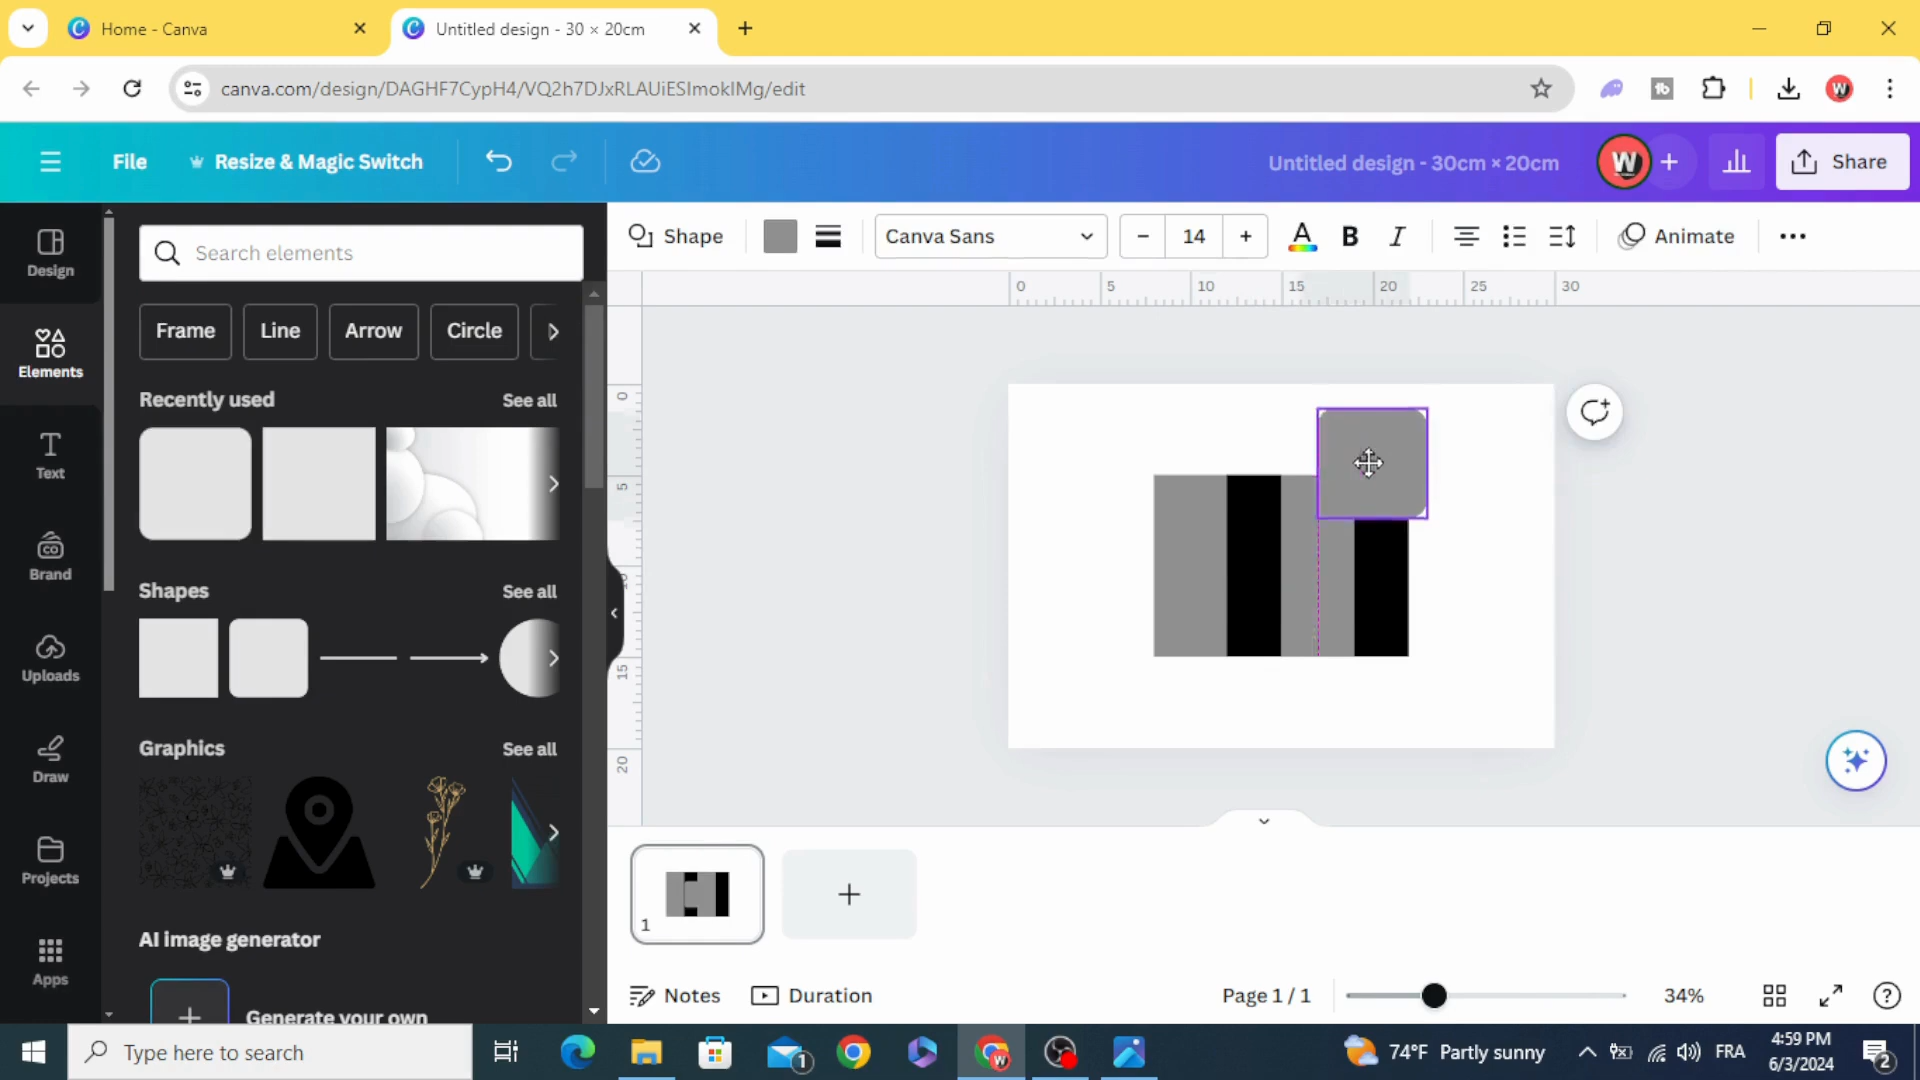 Home - Canva
Untitled design - 30 × 20cm
canva.com/design/DAGHF7CypH4/VQ2h7DJxRLAUiESImokIMg/edit
File
Resize & Magic Switch
Untitled design - 30cm × 20cm
W
Share
Design
Elements
Text
Brand
Uploads
Draw
Projects
Apps
Search elements
Frame
Line
Arrow
Circle
Recently used
See all
Shapes
See all
Graphics
See all
AI image generator
Generate your own
Shape
Canva Sans
14
A
B
I
Animate
0 5 10 15 20 25 30
0
5
15
20
1
Notes
Duration
Page 1 / 1
34%
Type here to search
1
74°F Partly sunny
FRA
4:59 PM
6/3/2024
2